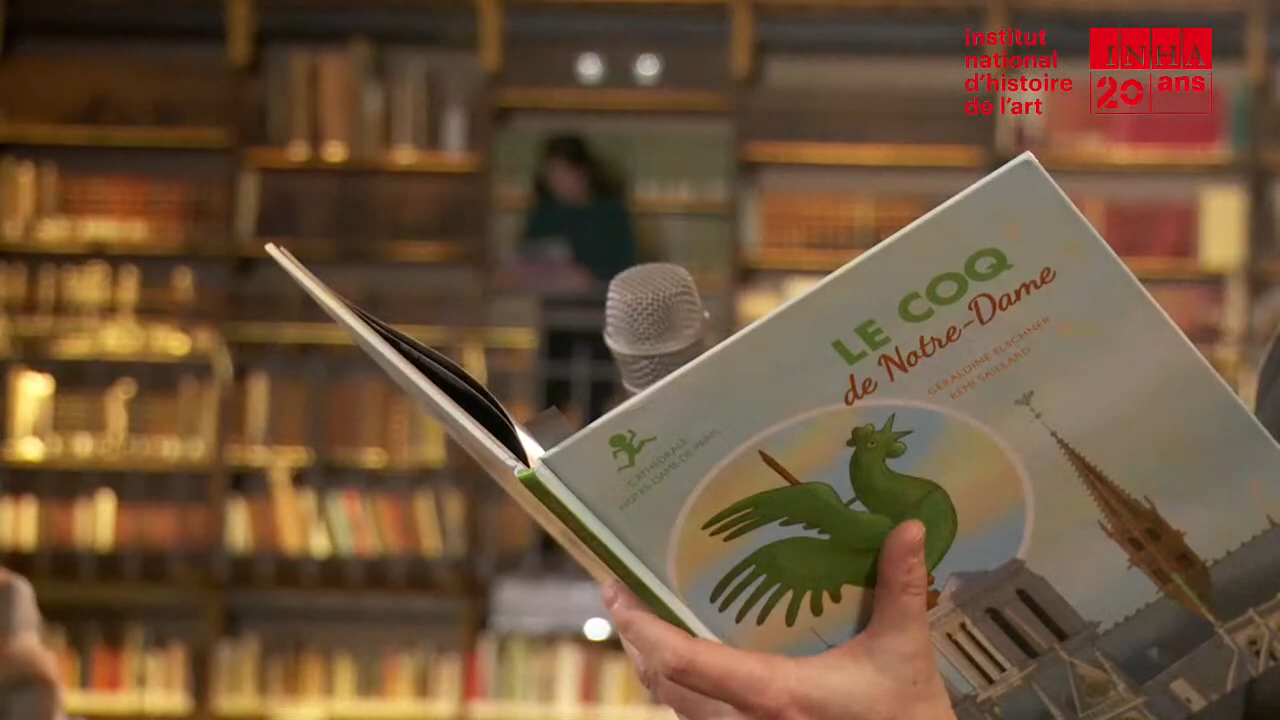 institut
national
d'histoire
de l'art
INHA
20 ans
LE COQ
de Notre-Dame
GÉRALDINE ELSCHNER
RÉMI SAILLARD
CATHÉDRALE
NOTRE-DAME DE PARIS